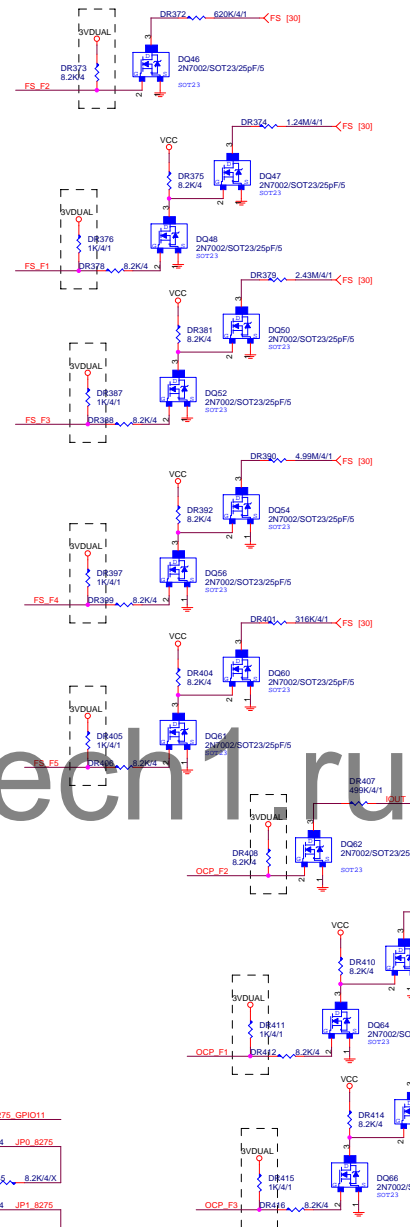 DR372 620K/4/1 FS [30]
3VDUAL
DR373
8.2K/4
DQ46
2N7002/SOT23/25pF/5
SOT23
FS_F2
DR374 1.24M/4/1 FS [30]
VCC
DR375
8.2K/4
DQ47
2N7002/SOT23/25pF/5
SOT23
3VDUAL
DR376
1K/4/1
DQ48
2N7002/SOT23/25pF/5
SOT23
FS_F1 DR378 8.2K/4
DR379 2.43M/4/1 FS [30]
VCC
DR381
8.2K/4
DQ50
2N7002/SOT23/25pF/5
SOT23
3VDUAL
DR387
1K/4/1
DQ52
2N7002/SOT23/25pF/5
SOT23
FS_F3 DR388 8.2K/4
DR390 4.99M/4/1 FS [30]
VCC
DR392
8.2K/4
DQ54
2N7002/SOT23/25pF/5
SOT23
3VDUAL
DR397
1K/4/1
DQ56
2N7002/SOT23/25pF/5
SOT23
FS_F4 DR399 8.2K/4
DR401 316K/4/1 FS [30]
VCC
DR404
8.2K/4
DQ60
2N7002/SOT23/25pF/5
SOT23
3VDUAL
DR405
1K/4/1
DQ61
2N7002/SOT23/25pF/5
SOT23
FS_F5 DR406 8.2K/4
ech1.ru
DR407
499K/4/1 IOUT
3VDUAL
DR408
8.2K/4
DQ62
2N7002/SOT23/25
SOT23
OCP_F2
VCC
DR410
8.2K/4
3VDUAL
DR411
1K/4/1
DQ64
2N7002/SO
SOT23
OCP_F1 DR412 8.2K/4
VCC
DR414
8.2K/4
275_GPIO11
4 JP0_8275
5 8.2K/4/X
4 JP1_8275
3VDUAL
DR415
1K/4/1
DQ66
2N7002/S
SOT23
OCP_F3 DR416 8.2K/4